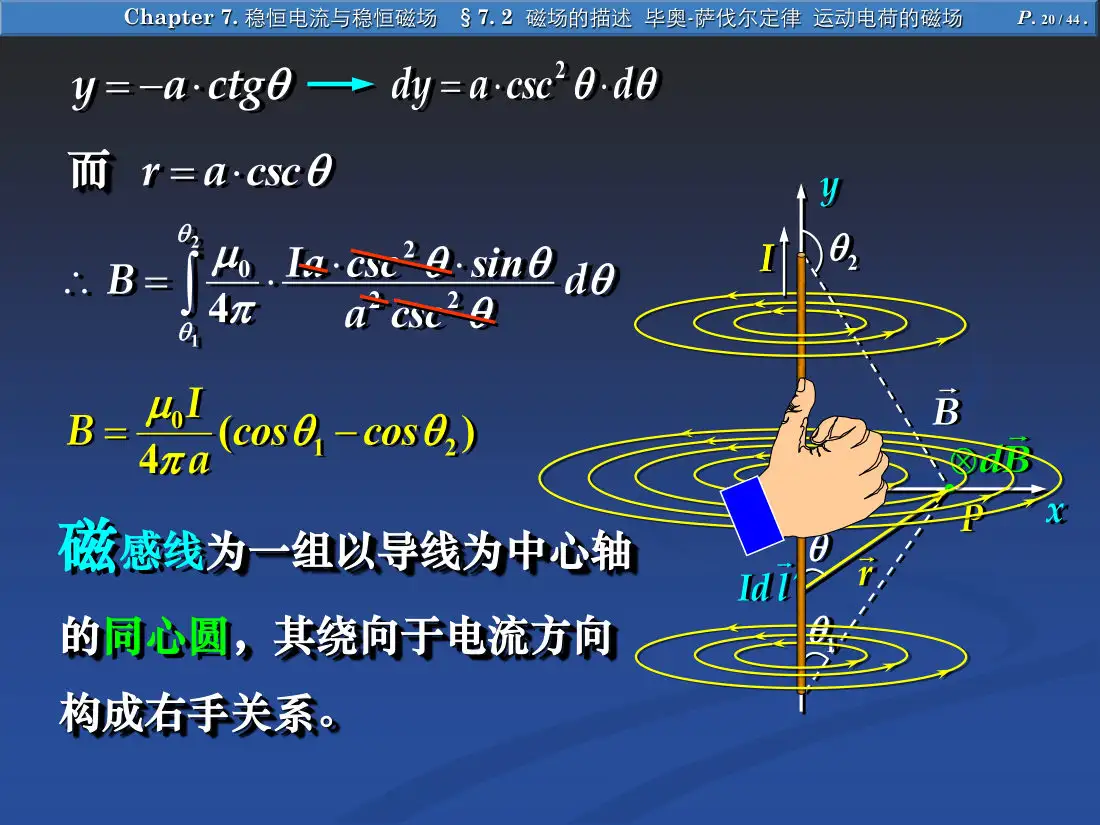 Chapter 7. 稳恒电流与稳恒磁场 §7. 2 磁场的描述 毕奥-萨伐尔定律 运动电荷的磁场 P. 20 / 44 .
y = −a · ctgθ → dy = a · csc² θ · dθ
而 r = a · csc θ
∴ B = ∫_{θ₁}^{θ₂} μ₀/4π · (Ia · csc² θ · sinθ)/(a² csc² θ) dθ
B = μ₀I/4πa (cosθ₁ − cosθ₂)
磁感线为一组以导线为中心轴
的同心圆，其绕向于电流方向
构成右手关系。
y
I
θ₂
B⃗
⊗dB⃗
P
x
θ
r⃗
Id l⃗
θ₁